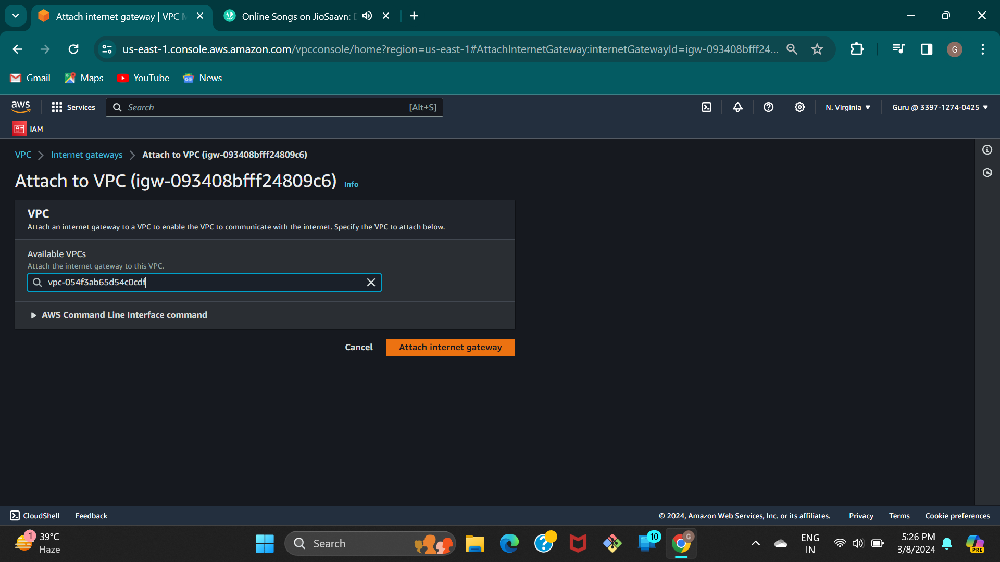 Attach internet gateway | VPC
Online Songs on JioSaavn:
us-east-1.console.aws.amazon.com/vpcconsole/home?region=us-east-1#AttachInternetGateway:internetGatewayId=igw-093408bfff24...
G
Gmail
Maps
YouTube
News
aws
Services
Search
[Alt+S]
N. Virginia
Guru @ 3397-1274-0425
IAM
VPC
Internet gateways
Attach to VPC (igw-093408bfff24809c6)
Attach to VPC (igw-093408bfff24809c6) Info
VPC
Attach an internet gateway to a VPC to enable the VPC to communicate with the internet. Specify the VPC to attach below.
Available VPCs
Attach the internet gateway to this VPC.
vpc-054f3ab65d54c0cdf
AWS Command Line Interface command
Cancel
Attach internet gateway
CloudShell
Feedback
© 2024, Amazon Web Services, Inc. or its affiliates.
Privacy
Terms
Cookie preferences
1
39°C
Haze
Search
10
G
ENG
IN
5:26 PM
3/8/2024
PRE